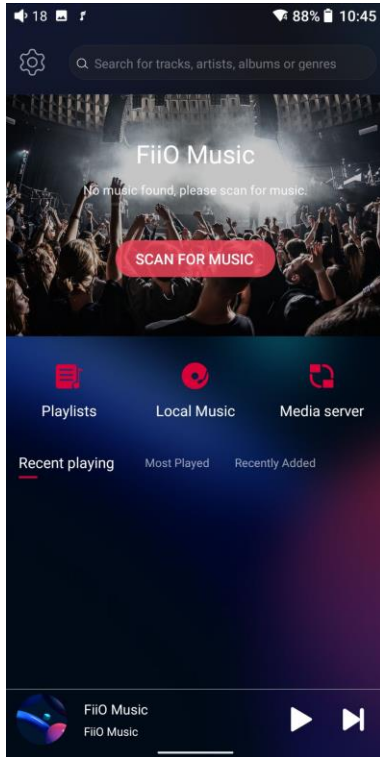 18
88%
10:45
Search for tracks, artists, albums or genres
FiiO Music
No music found, please scan for music.
SCAN FOR MUSIC
Playlists
Local Music
Media server
Recent playing
Most Played
Recently Added
FiiO Music
FiiO Music